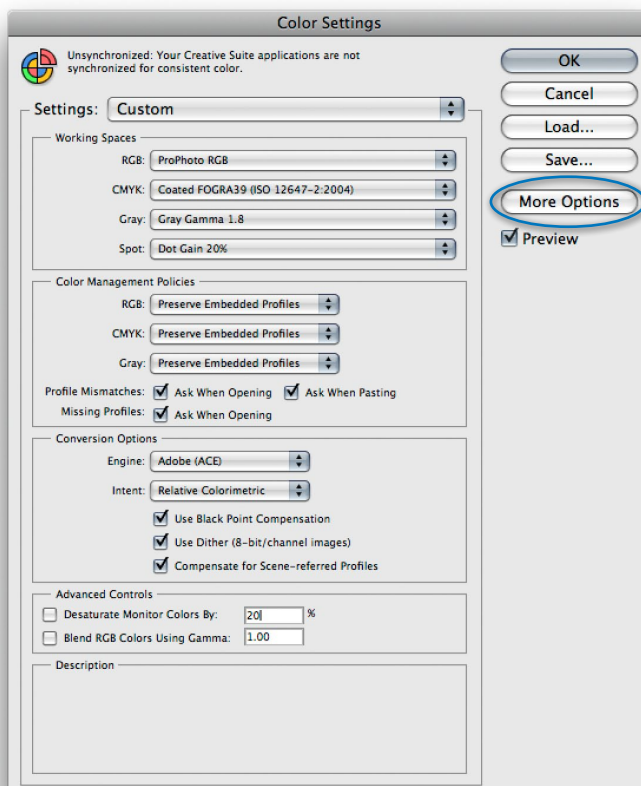 Color Settings
Unsynchronized: Your Creative Suite applications are not
synchronized for consistent color.
OK
Cancel
Load...
Save...
More Options
Preview
Settings: Custom
Working Spaces
RGB: ProPhoto RGB
CMYK: Coated FOGRA39 (ISO 12647-2:2004)
Gray: Gray Gamma 1.8
Spot: Dot Gain 20%
Color Management Policies
RGB: Preserve Embedded Profiles
CMYK: Preserve Embedded Profiles
Gray: Preserve Embedded Profiles
Profile Mismatches: Ask When Opening Ask When Pasting
Missing Profiles: Ask When Opening
Conversion Options
Engine: Adobe (ACE)
Intent: Relative Colorimetric
Use Black Point Compensation
Use Dither (8-bit/channel images)
Compensate for Scene-referred Profiles
Advanced Controls
Desaturate Monitor Colors By: 20 %
Blend RGB Colors Using Gamma: 1.00
Description